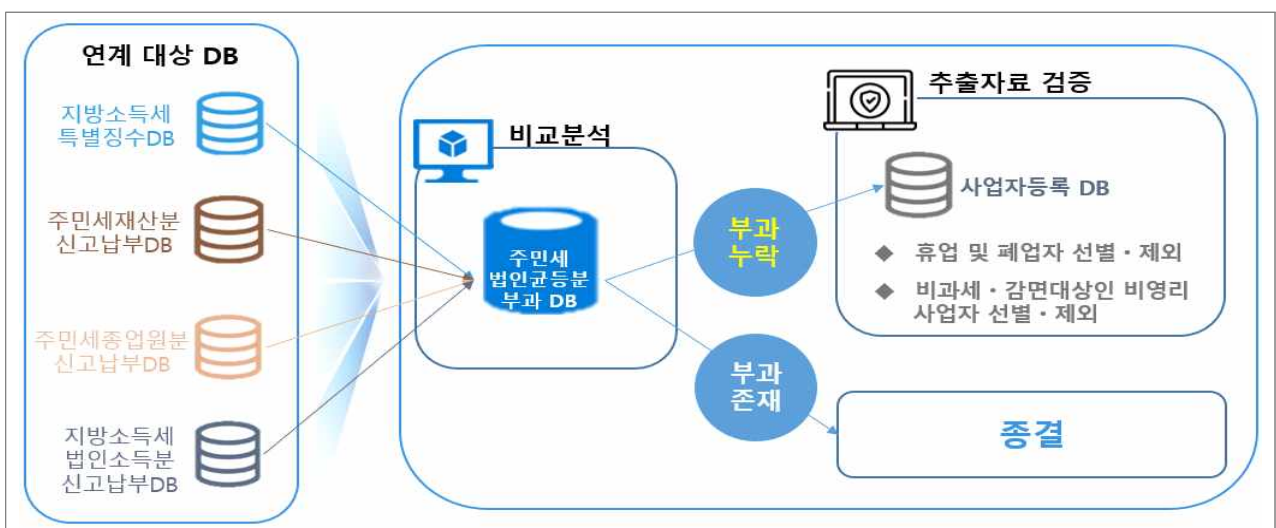 연계 대상 DB
지방소득세
특별징수DB
주민세재산분
신고납부DB
주민세종업원분
신고납부DB
지방소득세
법인소득분
신고납부DB
비교분석
주민세
법인균등분
부과 DB
부과
누락
부과
존재
추출자료 검증
사업자등록 DB
◆ 휴업 및 폐업자 선별·제외
◆ 비과세·감면대상인 비영리
사업자 선별·제외
종결